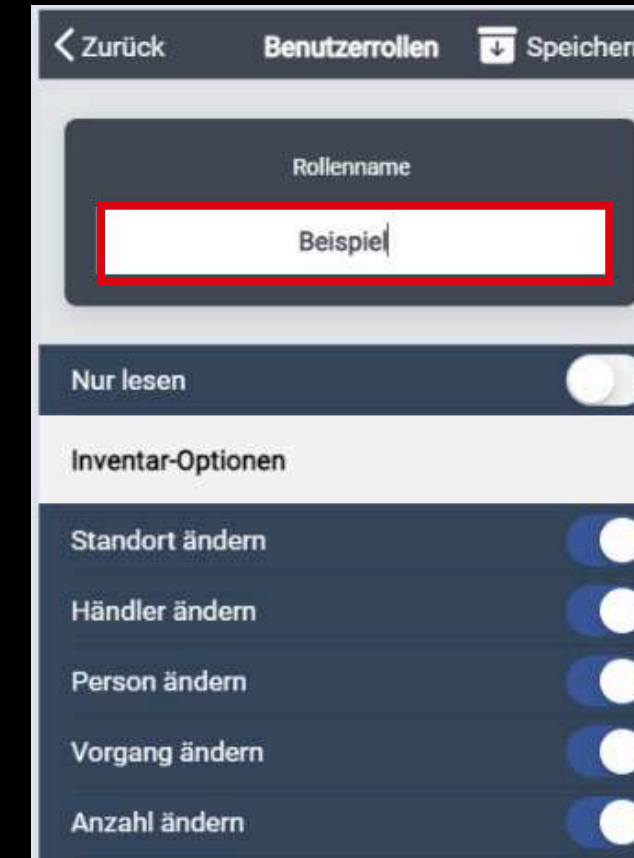 Zurück Benutzerrollen Speichern
Rollenname
Beispiel
Nur lesen
Inventar-Optionen
Standort ändern
Händler ändern
Person ändern
Vorgang ändern
Anzahl ändern